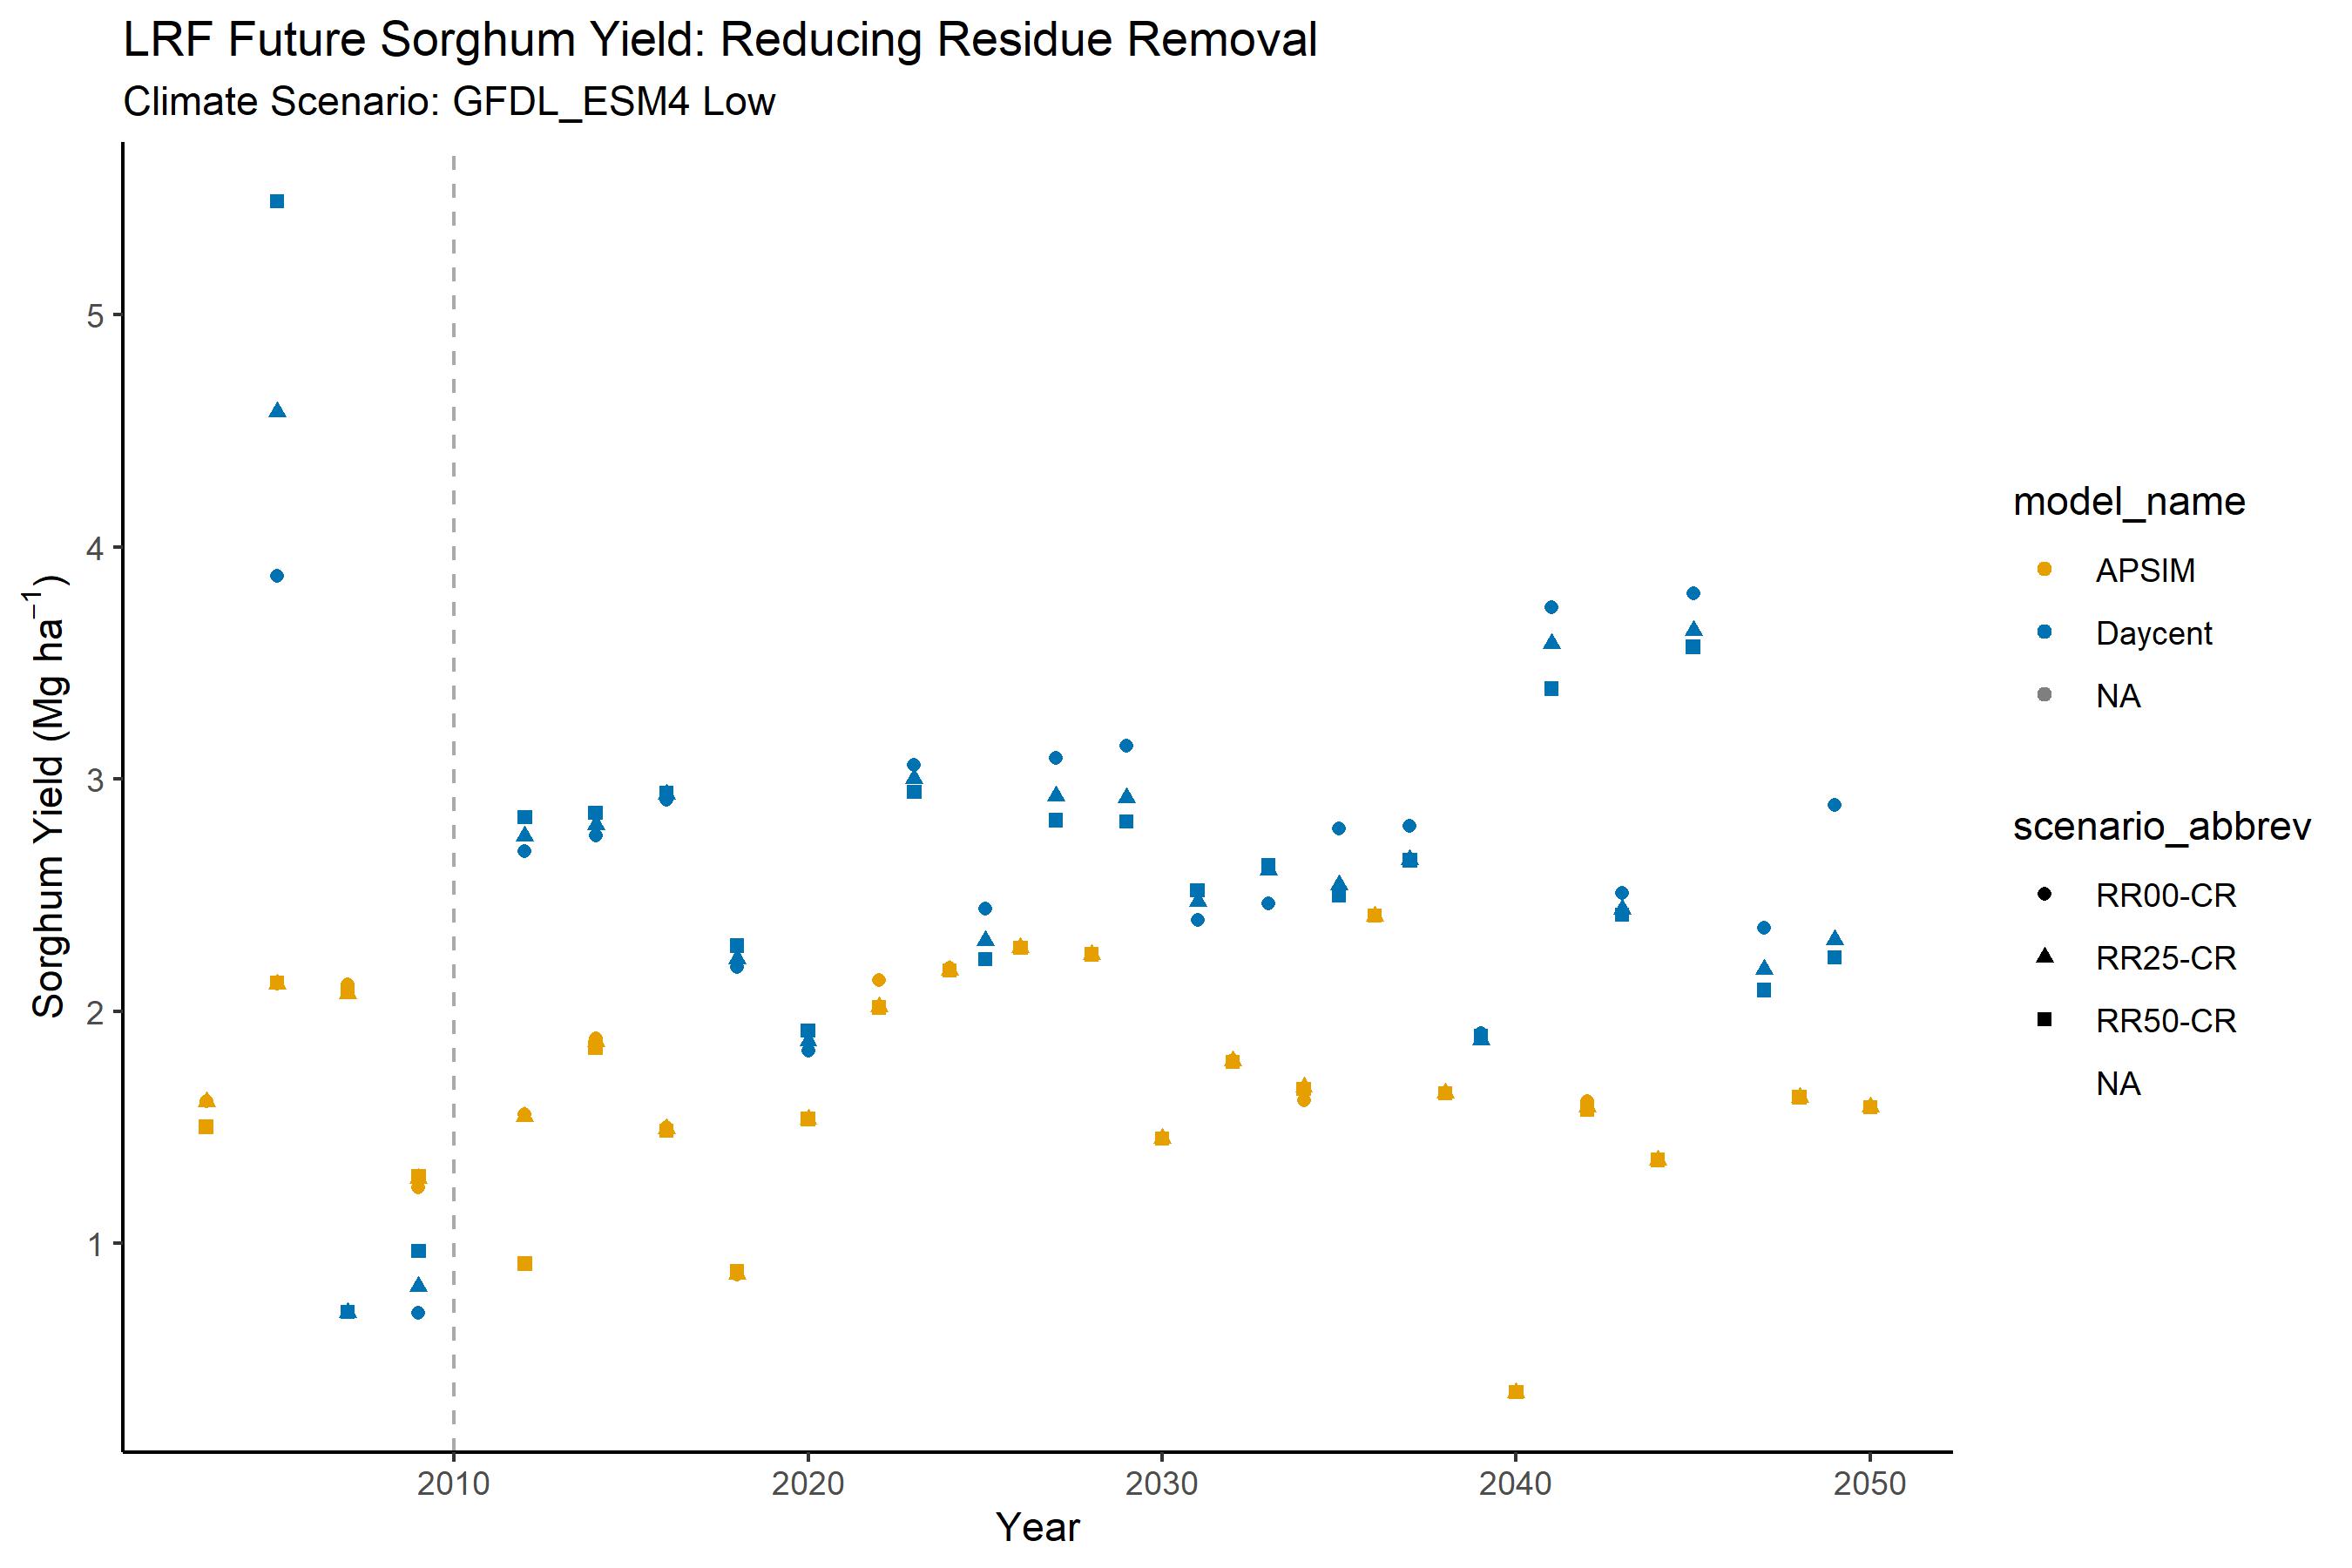 LRF Future Sorghum Yield: Reducing Residue Removal
Climate Scenario: GFDL_ESM4 Low
Sorghum Yield (Mg ha⁻¹)
5
4
3
2
1
2010
2020
2030
2040
2050
Year
model_name
APSIM
Daycent
NA
scenario_abbrev
RR00-CR
RR25-CR
RR50-CR
NA